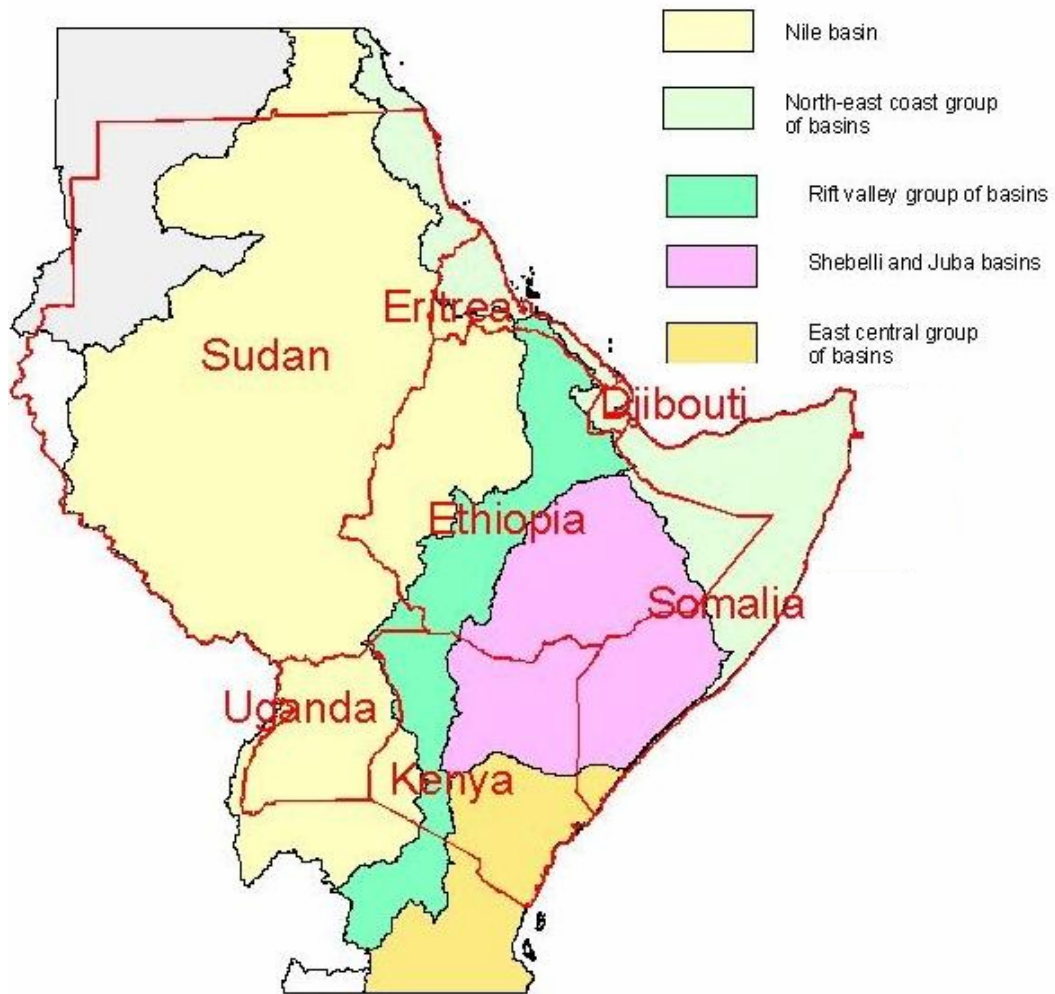 Nile basin
North-east coast group
of basins
Rift valley group of basins
Shebelli and Juba basins
East central group
of basins
Eritrea
Sudan
Djibouti
Ethiopia
Somalia
Uganda
Kenya